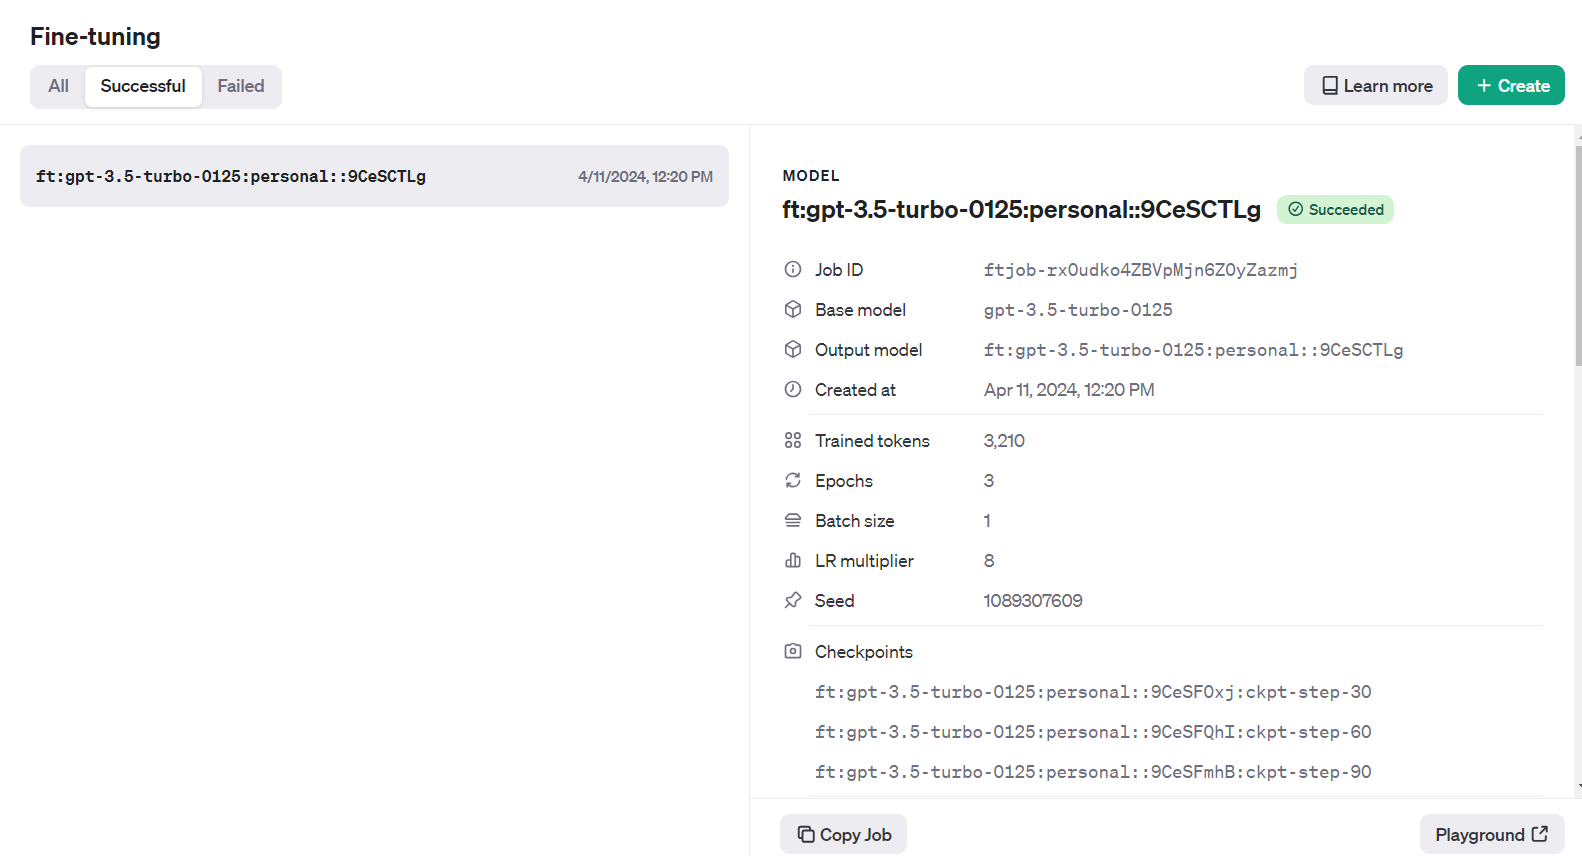 Fine-tuning
All Successful Failed
Learn more + Create
ft:gpt-3.5-turbo-0125:personal::9CeSCTLg 4/11/2024, 12:20 PM
MODEL
ft:gpt-3.5-turbo-0125:personal::9CeSCTLg Succeeded
Job ID ftjob-rxOudko4ZBVpMjn6ZOyZazmj
Base model gpt-3.5-turbo-0125
Output model ft:gpt-3.5-turbo-0125:personal::9CeSCTLg
Created at Apr 11, 2024, 12:20 PM
Trained tokens 3,210
Epochs 3
Batch size 1
LR multiplier 8
Seed 1089307609
Checkpoints
ft:gpt-3.5-turbo-0125:personal::9CeSFOxj:ckpt-step-30
ft:gpt-3.5-turbo-0125:personal::9CeSFQhI:ckpt-step-60
ft:gpt-3.5-turbo-0125:personal::9CeSFmhB:ckpt-step-90
Copy Job Playground